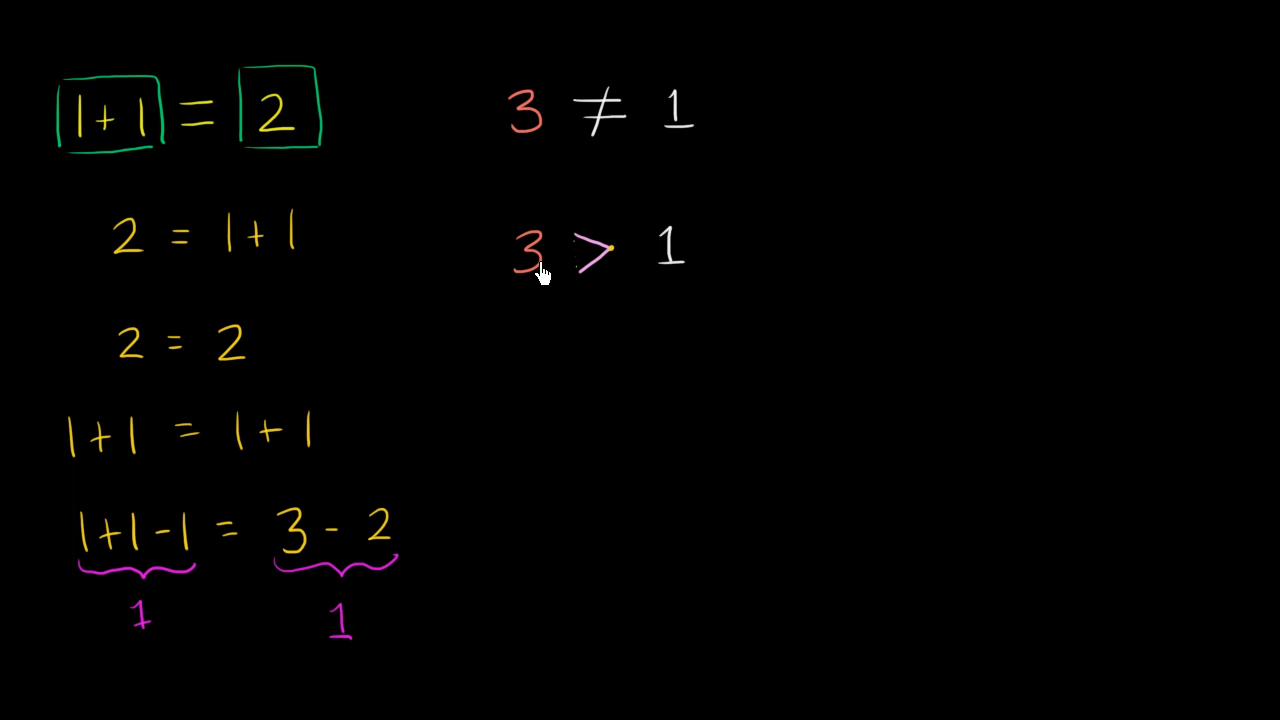 1+1 = 2
2 = 1+1
2 = 2
1+1 = 1+1
1+1-1 = 3-2
1 1
3 ≠ 1
3 > 1